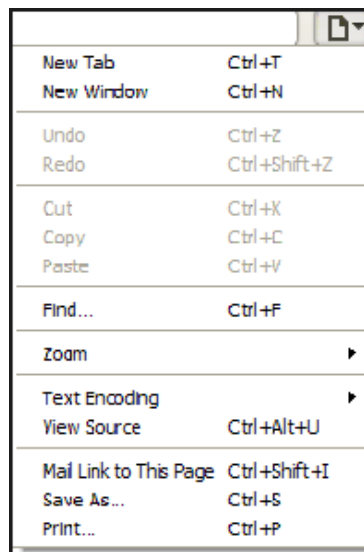 New Tab Ctrl+T
New Window Ctrl+N
Undo Ctrl+Z
Redo Ctrl+Shift+Z
Cut Ctrl+X
Copy Ctrl+C
Paste Ctrl+V
Find... Ctrl+F
Zoom
Text Encoding
View Source Ctrl+Alt+U
Mail Link to This Page Ctrl+Shift+I
Save As... Ctrl+S
Print... Ctrl+P